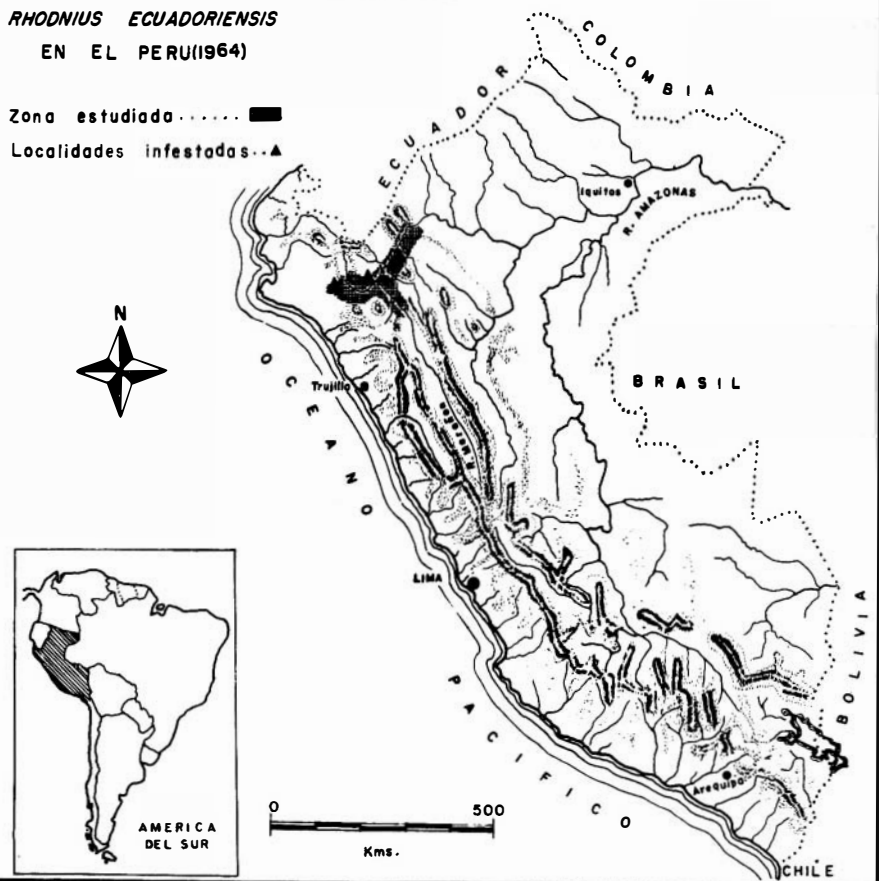 RHODNIUS ECUADORIENSIS
EN EL PERU(1964)
Zona estudiada ......
Localidades infestadas..
COLOMBIA
ECUADOR
Iquitos
R. AMAZONAS
N
BRASIL
Trujillo
R. Marañon
OCEANO PACIFICO
LIMA
BOLIVIA
Arequipa
CHILE
0 500
Kms.
AMERICA
DEL SUR